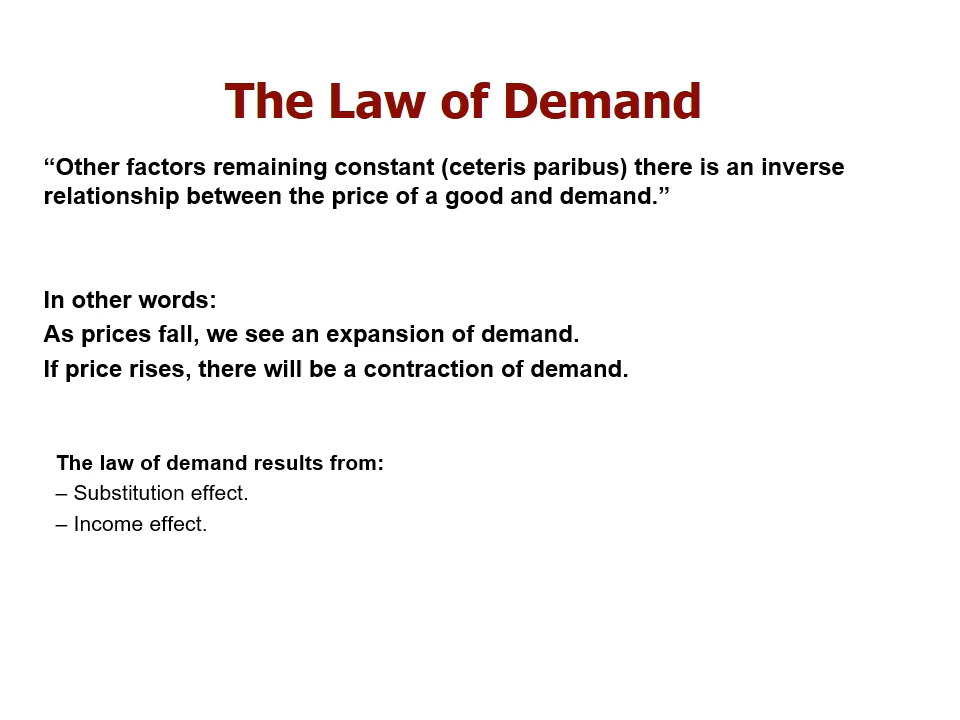 The Law of Demand
“Other factors remaining constant (ceteris paribus) there is an inverse
relationship between the price of a good and demand.”
In other words:
As prices fall, we see an expansion of demand.
If price rises, there will be a contraction of demand.
The law of demand results from:
– Substitution effect.
– Income effect.